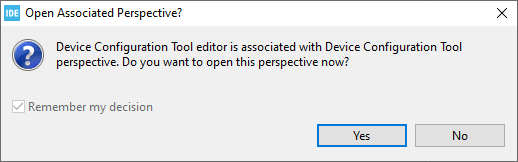 IDE Open Associated Perspective?
Device Configuration Tool editor is associated with Device Configuration Tool
perspective. Do you want to open this perspective now?
Remember my decision
Yes No